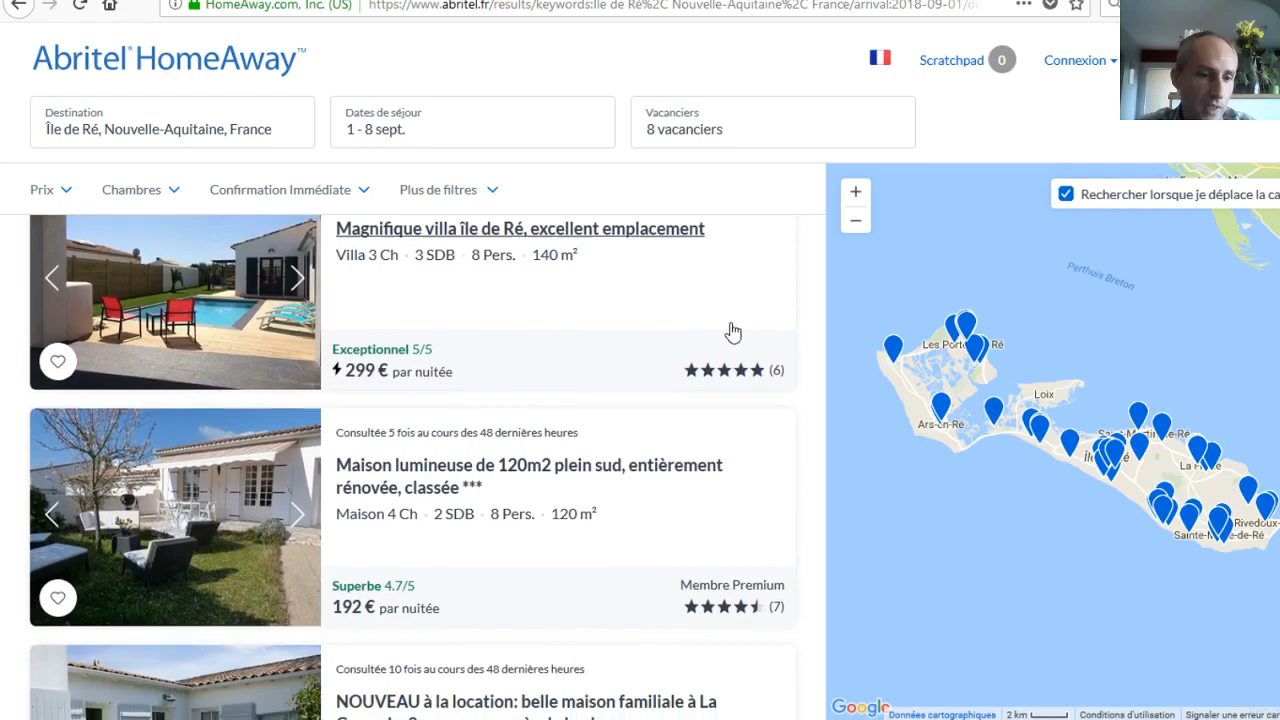 HomeAway.com, Inc. (US)
https://www.abritel.fr/results/keywords:Ile de Ré%2C Nouvelle-Aquitaine%2C France/arrival:2018-09-01/
Abritel® HomeAway™
Scratchpad 0
Connexion
Destination
Île de Ré, Nouvelle-Aquitaine, France
Dates de séjour
1 - 8 sept.
Vacanciers
8 vacanciers
Prix
Chambres
Confirmation Immédiate
Plus de filtres
Magnifique villa île de Ré, excellent emplacement
Villa 3 Ch · 3 SDB · 8 Pers. · 140 m²
Exceptionnel 5/5
299 € par nuitée
(6)
Consultée 5 fois au cours des 48 dernières heures
Maison lumineuse de 120m2 plein sud, entièrement
rénovée, classée ***
Maison 4 Ch · 2 SDB · 8 Pers. · 120 m²
Superbe 4.7/5
Membre Premium
192 € par nuitée
(7)
Consultée 10 fois au cours des 48 dernières heures
NOUVEAU à la location: belle maison familiale à La
+
−
Rechercher lorsque je déplace la ca
Perthuis Breton
Loix
Ars-en-Ré
Sainte-M
de-Ré
Rivedoux-
Google
Données cartographiques
2 km
Conditions d'utilisation
Signaler une erreur car